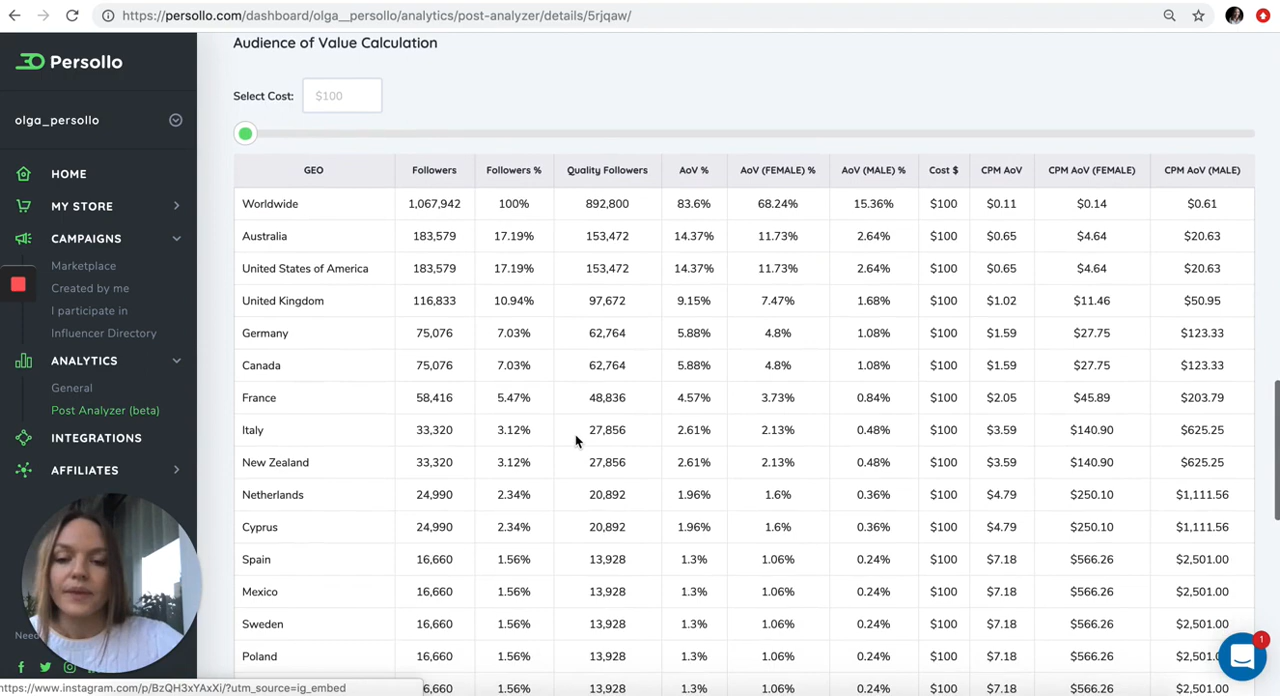 https://persollo.com/dashboard/olga__persollo/analytics/post-analyzer/details/5rjqaw/
Persollo
olga_persollo
HOME
MY STORE
CAMPAIGNS
Marketplace
Created by me
I participate in
Influencer Directory
ANALYTICS
General
Post Analyzer (beta)
INTEGRATIONS
AFFILIATES
Need
https://www.instagram.com/p/BzQH3xYAxXi/?utm_source=ig_embed
Audience of Value Calculation
Select Cost: $100
GEO Followers Followers % Quality Followers AoV % AoV (FEMALE) % AoV (MALE) % Cost $ CPM AoV CPM AoV (FEMALE) CPM AoV (MALE)
Worldwide 1,067,942 100% 892,800 83.6% 68.24% 15.36% $100 $0.11 $0.14 $0.61
Australia 183,579 17.19% 153,472 14.37% 11.73% 2.64% $100 $0.65 $4.64 $20.63
United States of America 183,579 17.19% 153,472 14.37% 11.73% 2.64% $100 $0.65 $4.64 $20.63
United Kingdom 116,833 10.94% 97,672 9.15% 7.47% 1.68% $100 $1.02 $11.46 $50.95
Germany 75,076 7.03% 62,764 5.88% 4.8% 1.08% $100 $1.59 $27.75 $123.33
Canada 75,076 7.03% 62,764 5.88% 4.8% 1.08% $100 $1.59 $27.75 $123.33
France 58,416 5.47% 48,836 4.57% 3.73% 0.84% $100 $2.05 $45.89 $203.79
Italy 33,320 3.12% 27,856 2.61% 2.13% 0.48% $100 $3.59 $140.90 $625.25
New Zealand 33,320 3.12% 27,856 2.61% 2.13% 0.48% $100 $3.59 $140.90 $625.25
Netherlands 24,990 2.34% 20,892 1.96% 1.6% 0.36% $100 $4.79 $250.10 $1,111.56
Cyprus 24,990 2.34% 20,892 1.96% 1.6% 0.36% $100 $4.79 $250.10 $1,111.56
Spain 16,660 1.56% 13,928 1.3% 1.06% 0.24% $100 $7.18 $566.26 $2,501.00
Mexico 16,660 1.56% 13,928 1.3% 1.06% 0.24% $100 $7.18 $566.26 $2,501.00
Sweden 16,660 1.56% 13,928 1.3% 1.06% 0.24% $100 $7.18 $566.26 $2,501.00
Poland 16,660 1.56% 13,928 1.3% 1.06% 0.24% $100 $7.18 $566.26
1.56% 13,928 1.3% 1.06% 0.24% $100 $7.18 $566.26
1